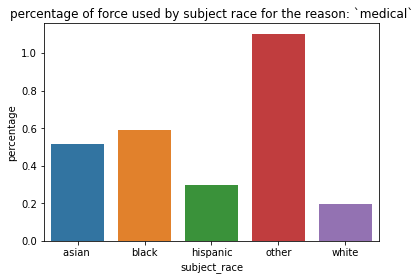 percentage of force used by subject race for the reason: `medical`
percentage
1.0
0.8
0.6
0.4
0.2
0.0
asian
black
hispanic
other
white
subject_race